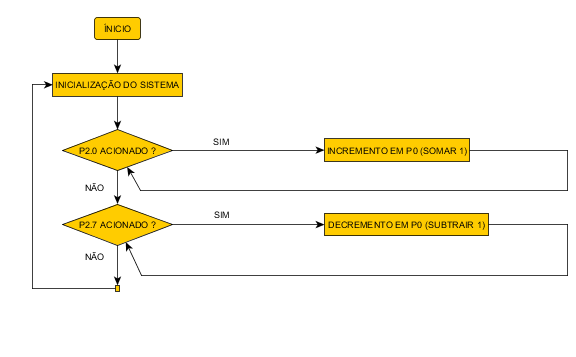 ÌNICIO
INICIALIZAÇÃO DO SISTEMA
P2.0 ACIONADO ?
SIM
INCREMENTO EM P0 (SOMAR 1)
NÃO
P2.7 ACIONADO ?
SIM
DECREMENTO EM P0 (SUBTRAIR 1)
NÃO